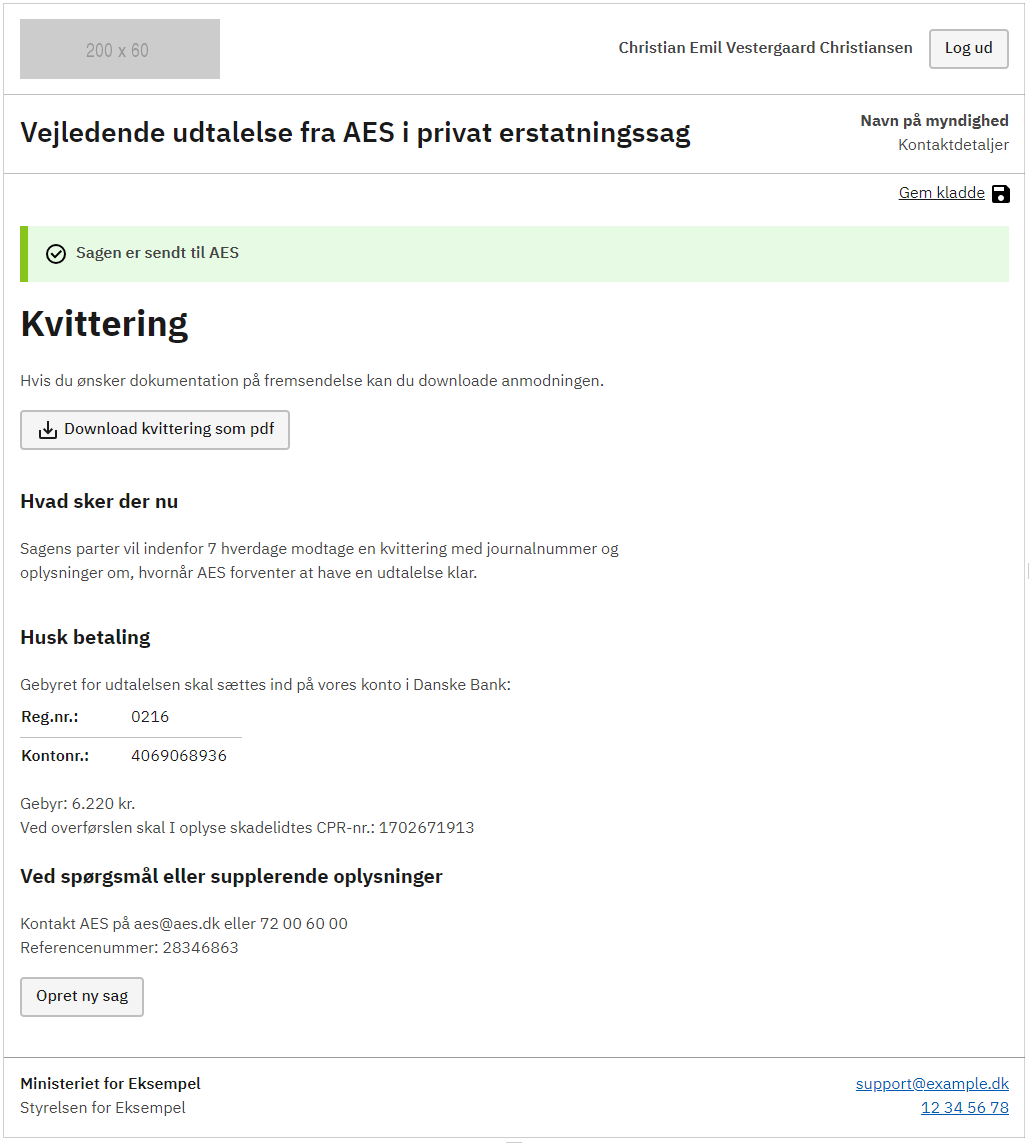 200 x 60
Christian Emil Vestergaard Christiansen
Log ud
Vejledende udtalelse fra AES i privat erstatningssag
Navn på myndighed
Kontaktdetaljer
Gem kladde
Sagen er sendt til AES
Kvittering
Hvis du ønsker dokumentation på fremsendelse kan du downloade anmodningen.
Download kvittering som pdf
Hvad sker der nu
Sagens parter vil indenfor 7 hverdage modtage en kvittering med journalnummer og
oplysninger om, hvornår AES forventer at have en udtalelse klar.
Husk betaling
Gebyret for udtalelsen skal sættes ind på vores konto i Danske Bank:
Reg.nr.: 0216
Kontonr.: 4069068936
Gebyr: 6.220 kr.
Ved overførslen skal I oplyse skadelidtes CPR-nr.: 1702671913
Ved spørgsmål eller supplerende oplysninger
Kontakt AES på aes@aes.dk eller 72 00 60 00
Referencenummer: 28346863
Opret ny sag
Ministeriet for Eksempel
Styrelsen for Eksempel
support@example.dk
12 34 56 78